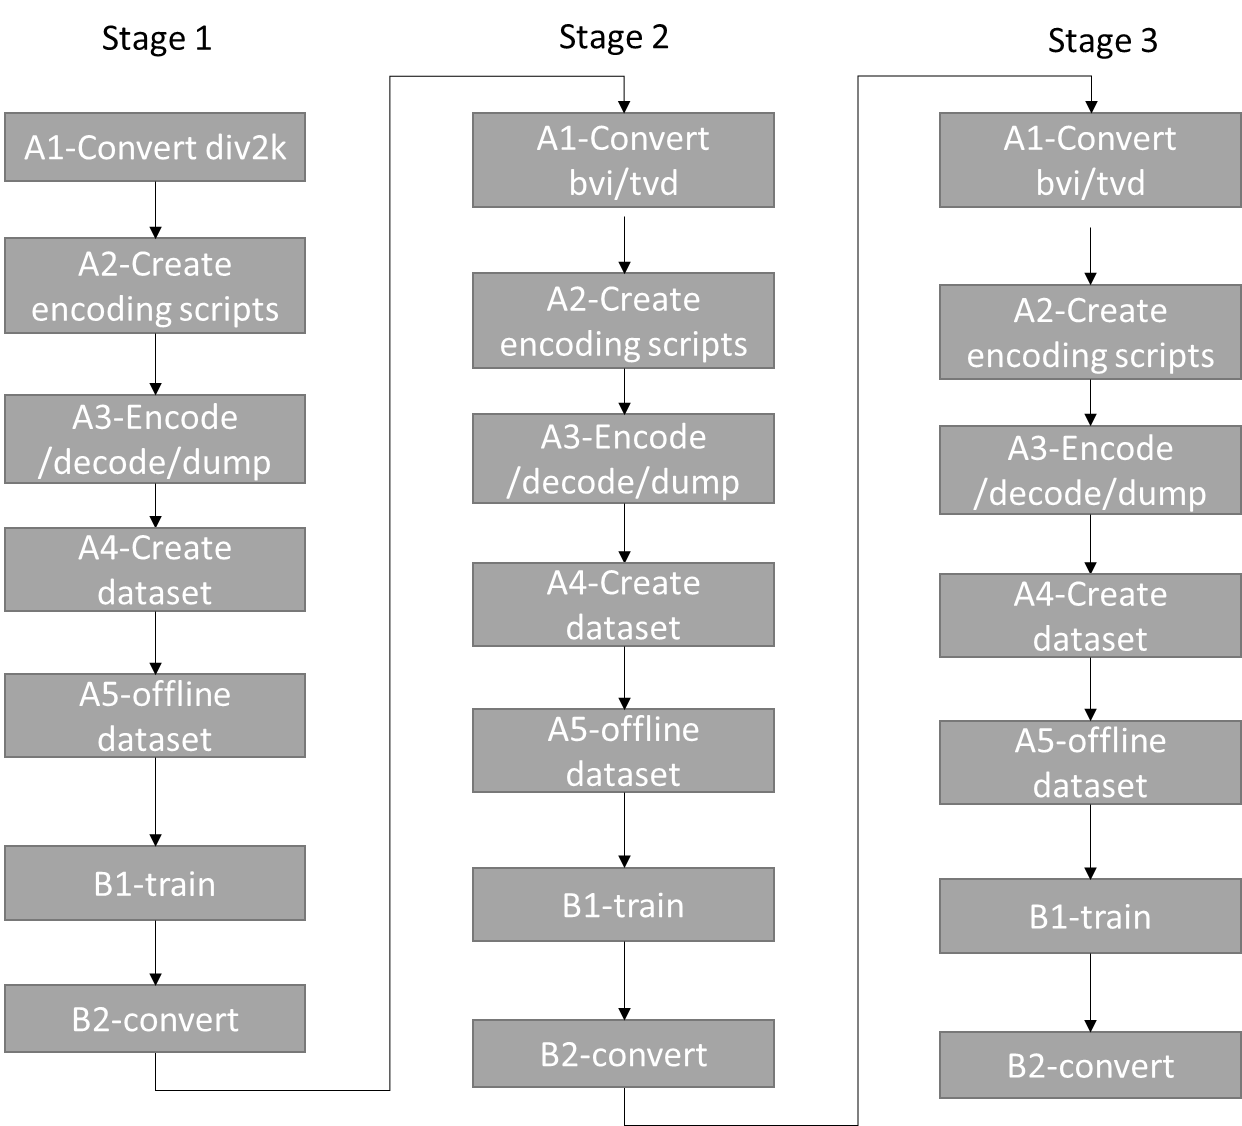 Stage 1
A1-Convert div2k
A2-Create
encoding scripts
A3-Encode
/decode/dump
A4-Create
dataset
A5-offline
dataset
B1-train
B2-convert
Stage 2
A1-Convert
bvi/tvd
A2-Create
encoding scripts
A3-Encode
/decode/dump
A4-Create
dataset
A5-offline
dataset
B1-train
B2-convert
Stage 3
A1-Convert
bvi/tvd
A2-Create
encoding scripts
A3-Encode
/decode/dump
A4-Create
dataset
A5-offline
dataset
B1-train
B2-convert